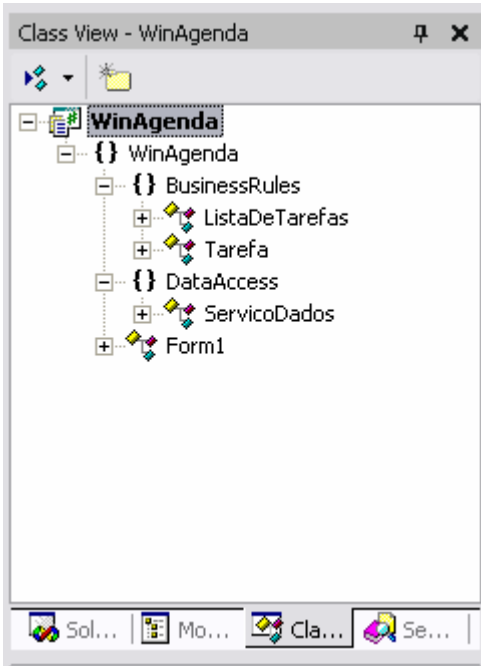 Class View - WinAgenda
WinAgenda
{} WinAgenda
{} BusinessRules
ListaDeTarefas
Tarefa
{} DataAccess
ServicoDados
Form1
Sol... Mo... Cla... Se...